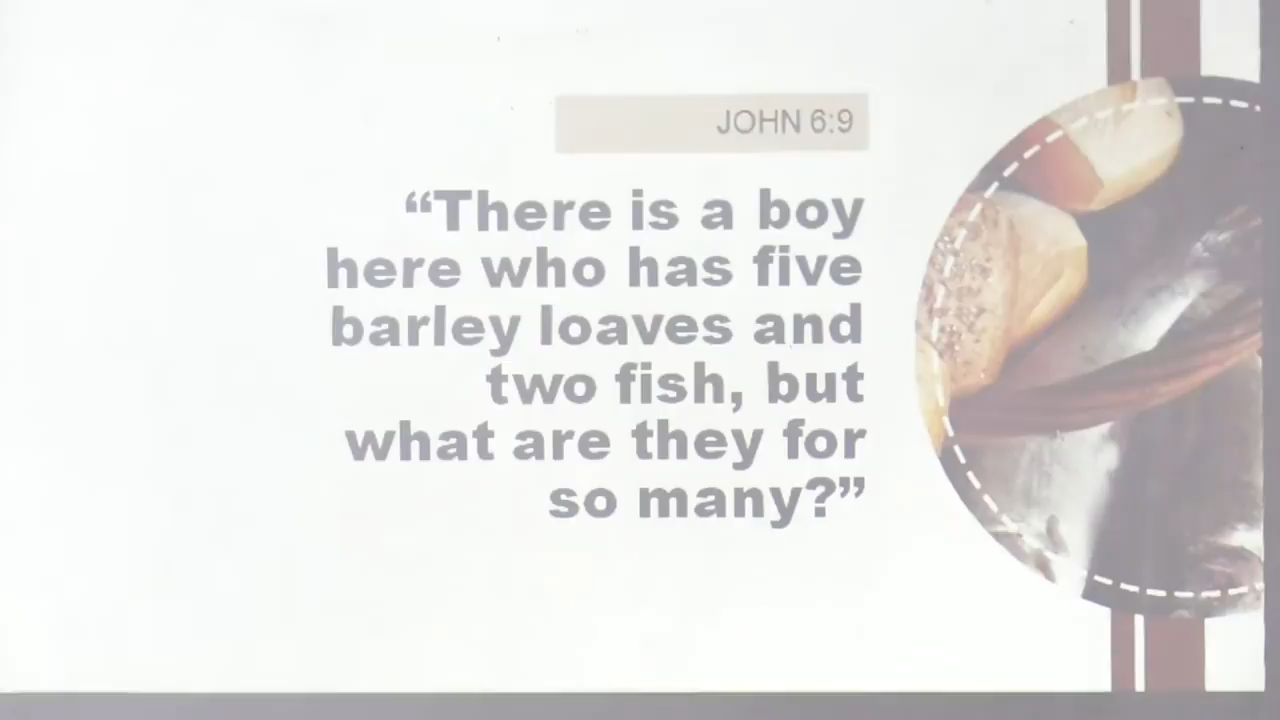 JOHN 6:9
“There is a boy
here who has five
barley loaves and
two fish, but
what are they for
so many?”